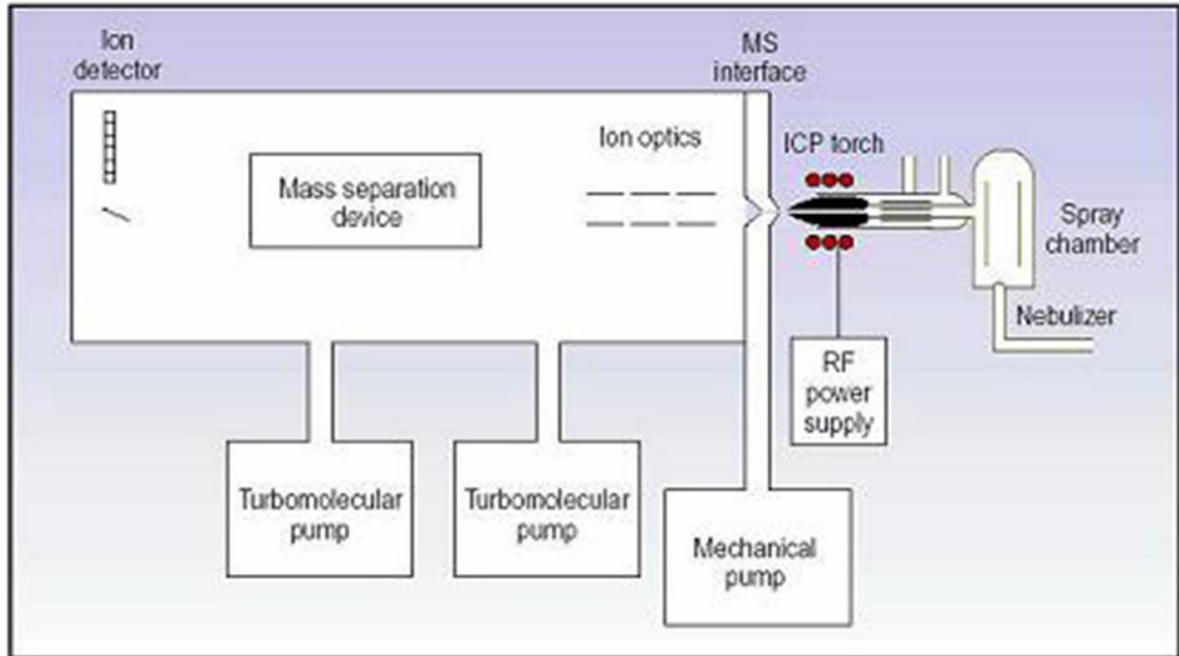 Ion
detector
MS
interface
Ion optics
ICP torch
Mass separation
device
Spray
chamber
Nebulizer
RF
power
supply
Turbomolecular
pump
Turbomolecular
pump
Mechanical
pump